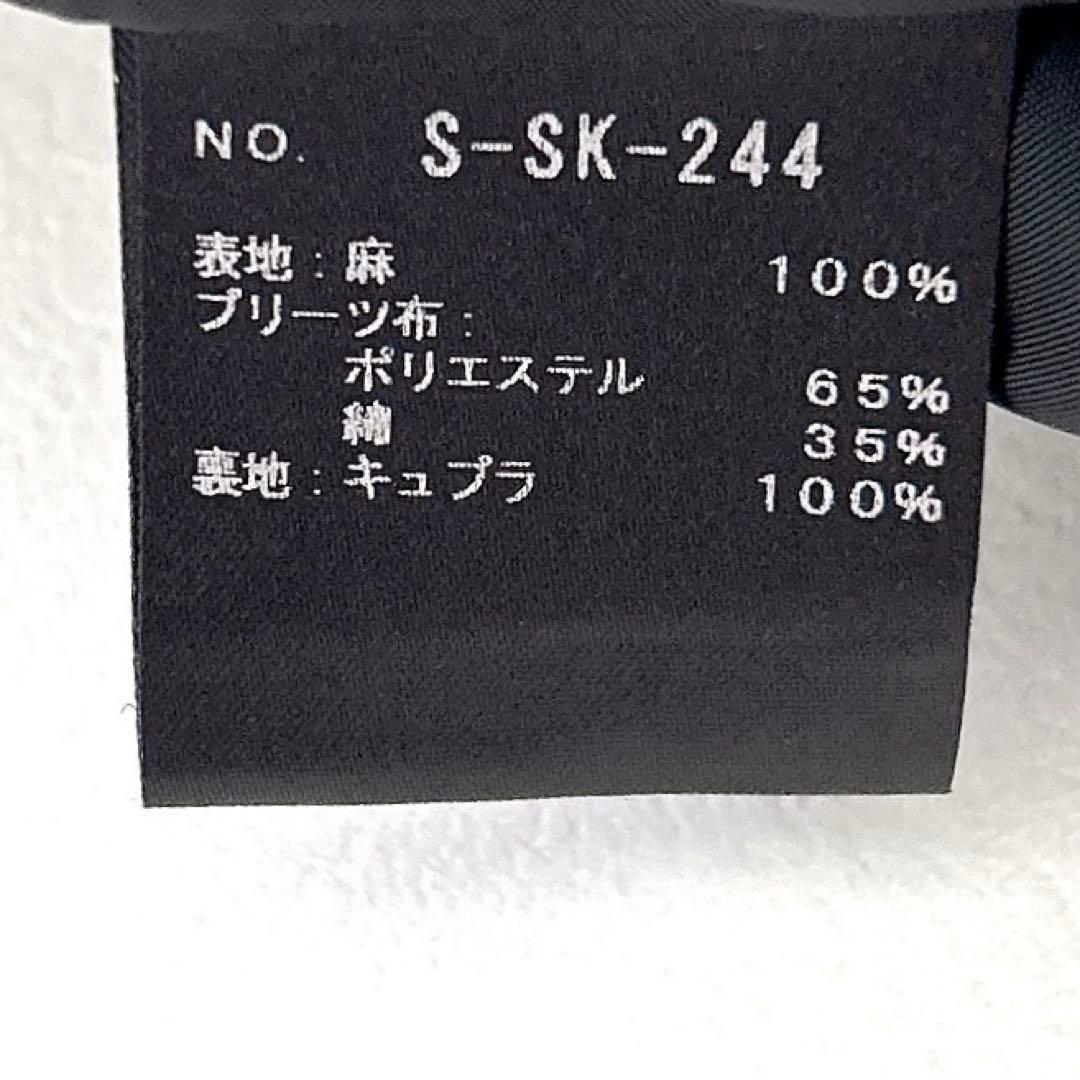 NO. S-SK-244
表地:麻 100%
プリーツ布:
ポリエステル 65%
綿 35%
裏地:キュプラ 100%